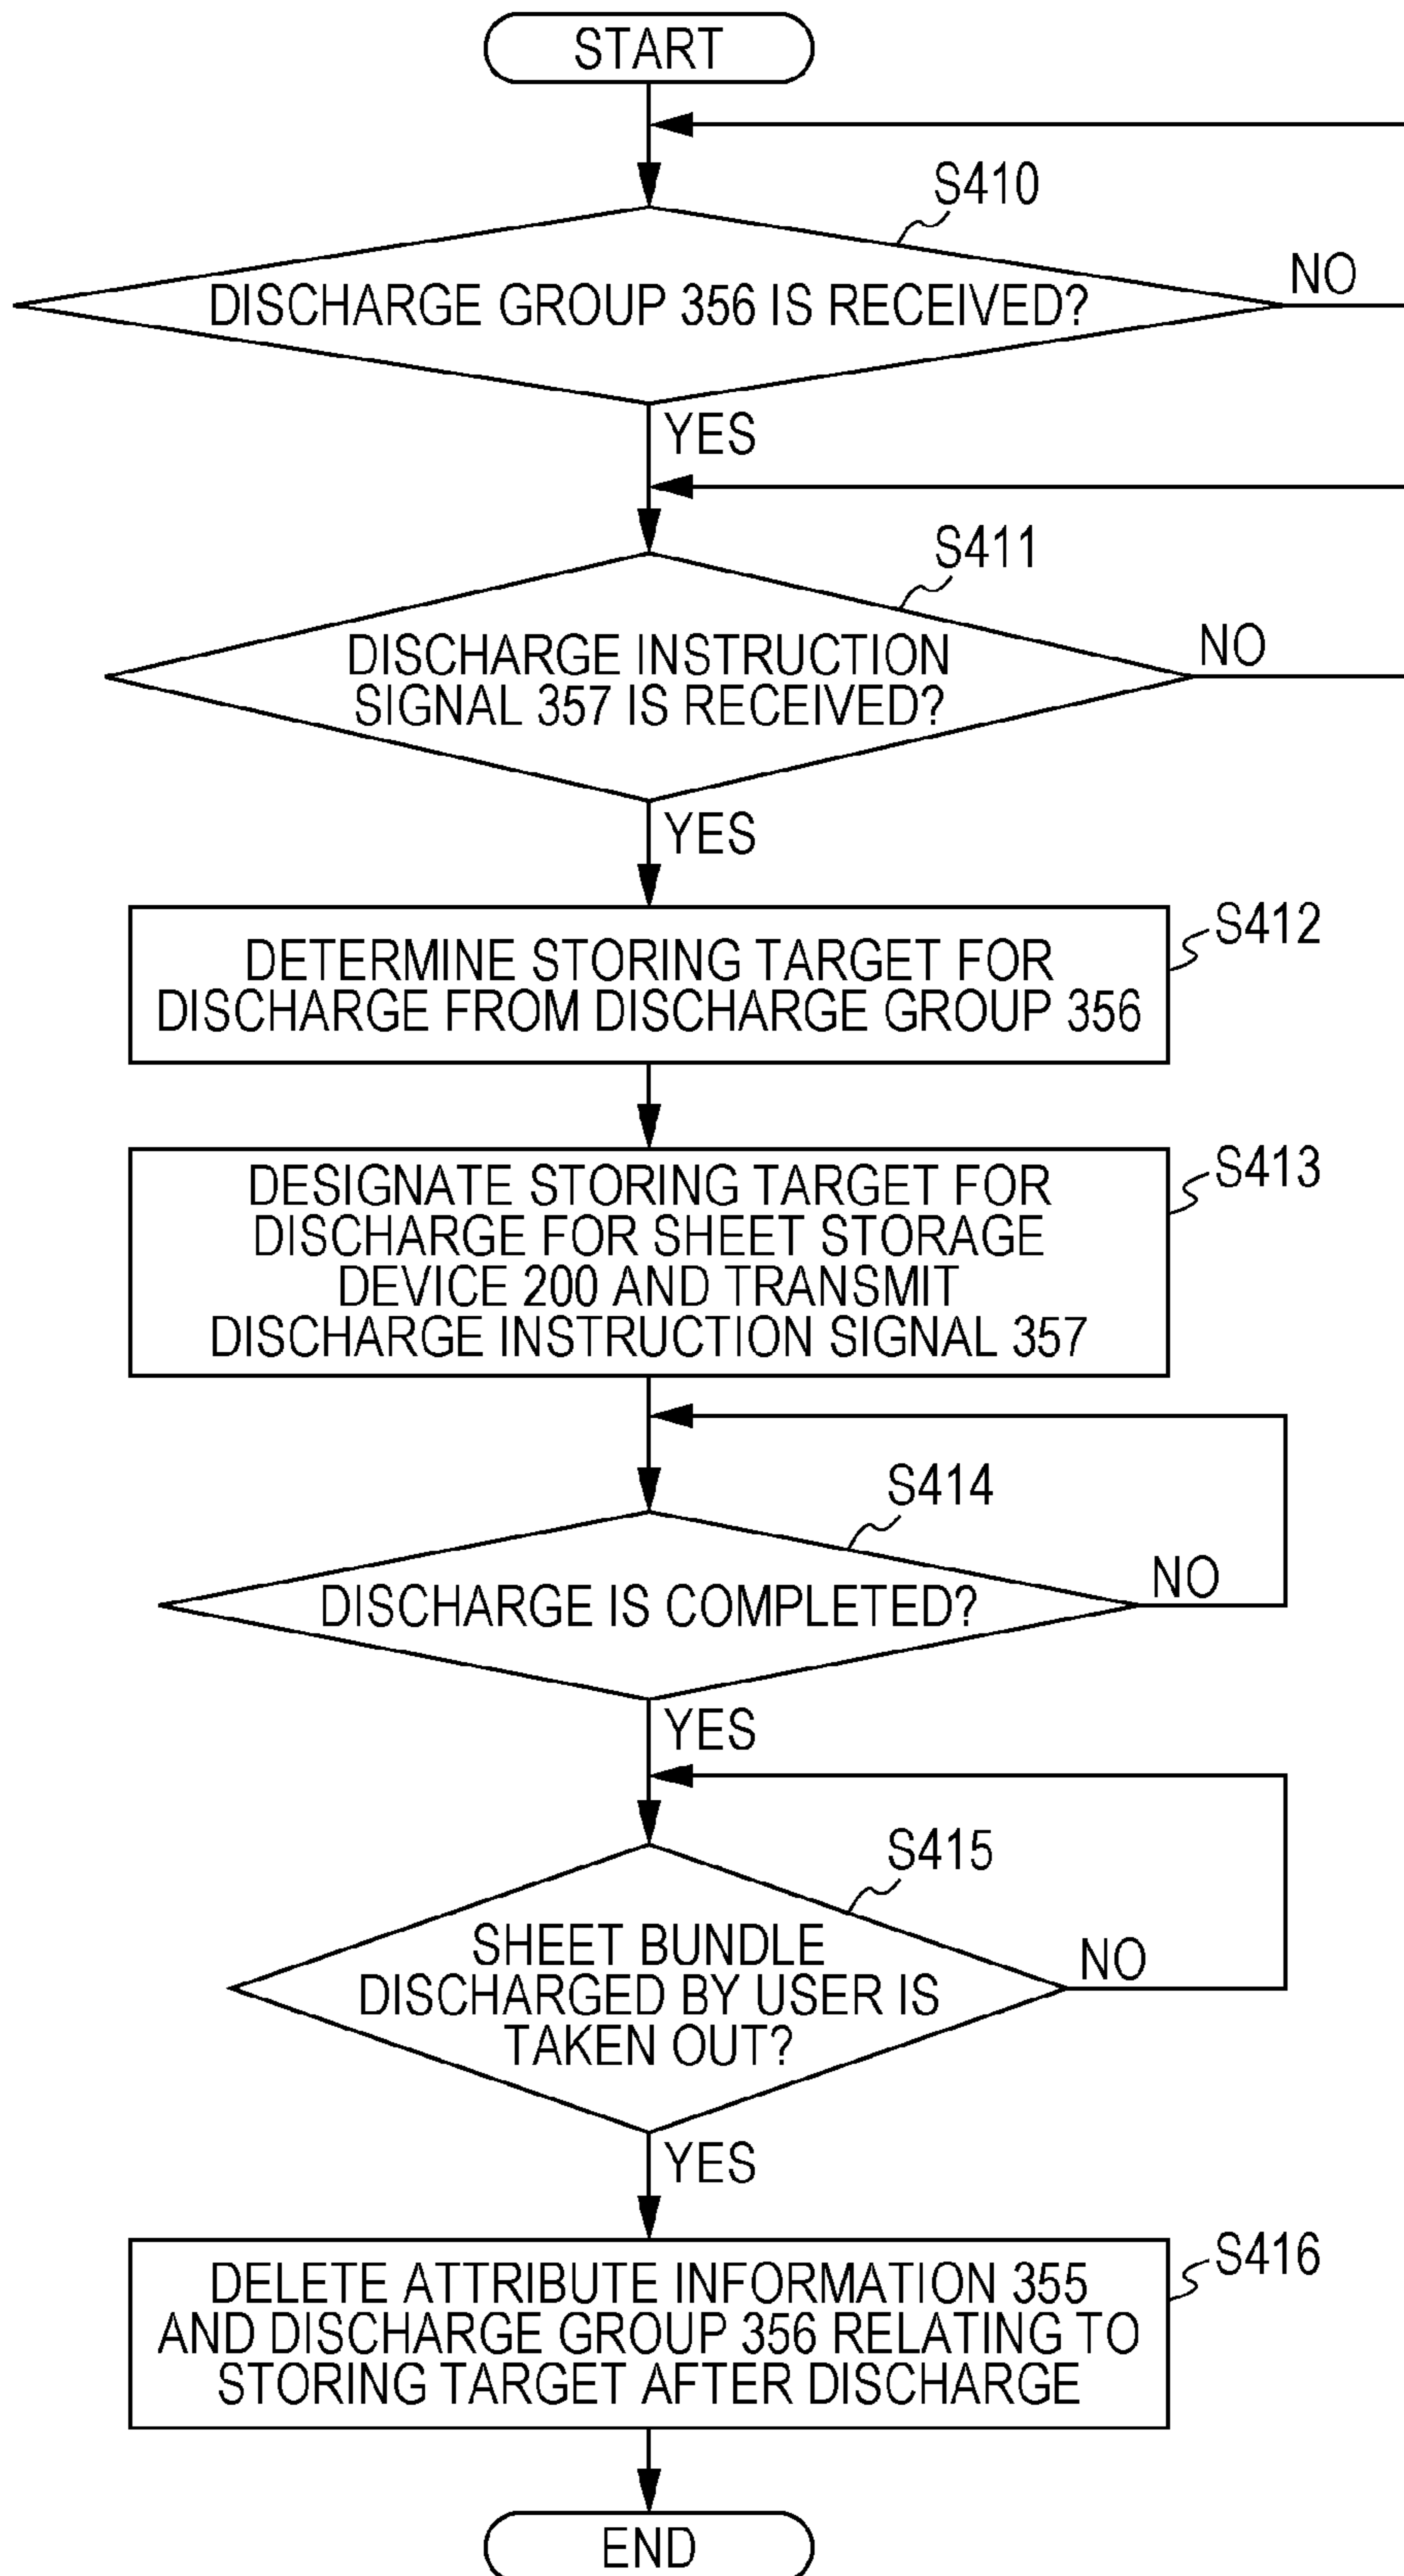 START
S410
DISCHARGE GROUP 356 IS RECEIVED?
NO
YES
S411
DISCHARGE INSTRUCTION
SIGNAL 357 IS RECEIVED?
NO
YES
S412
DETERMINE STORING TARGET FOR
DISCHARGE FROM DISCHARGE GROUP 356
S413
DESIGNATE STORING TARGET FOR
DISCHARGE FOR SHEET STORAGE
DEVICE 200 AND TRANSMIT
DISCHARGE INSTRUCTION SIGNAL 357
S414
DISCHARGE IS COMPLETED?
NO
YES
S415
SHEET BUNDLE
DISCHARGED BY USER IS
TAKEN OUT?
NO
YES
S416
DELETE ATTRIBUTE INFORMATION 355
AND DISCHARGE GROUP 356 RELATING TO
STORING TARGET AFTER DISCHARGE
END